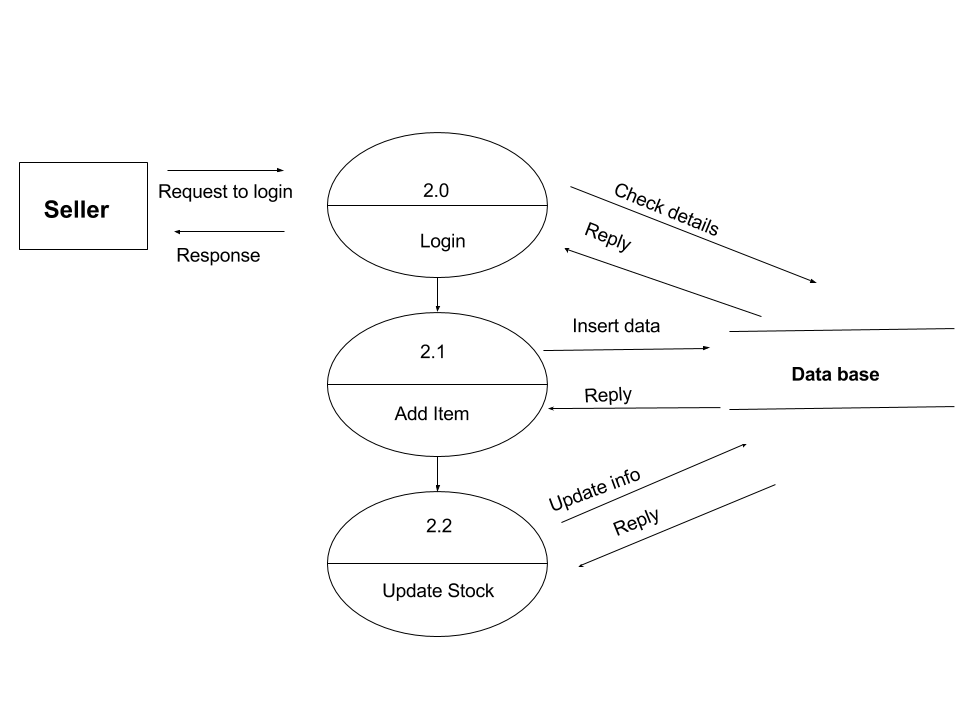 2.0
Check details
Request to login
Seller
Reply
Login
Response
Insert data
2.1
Data base
Reply
Add Item
Update info
2.2
Reply
Update Stock